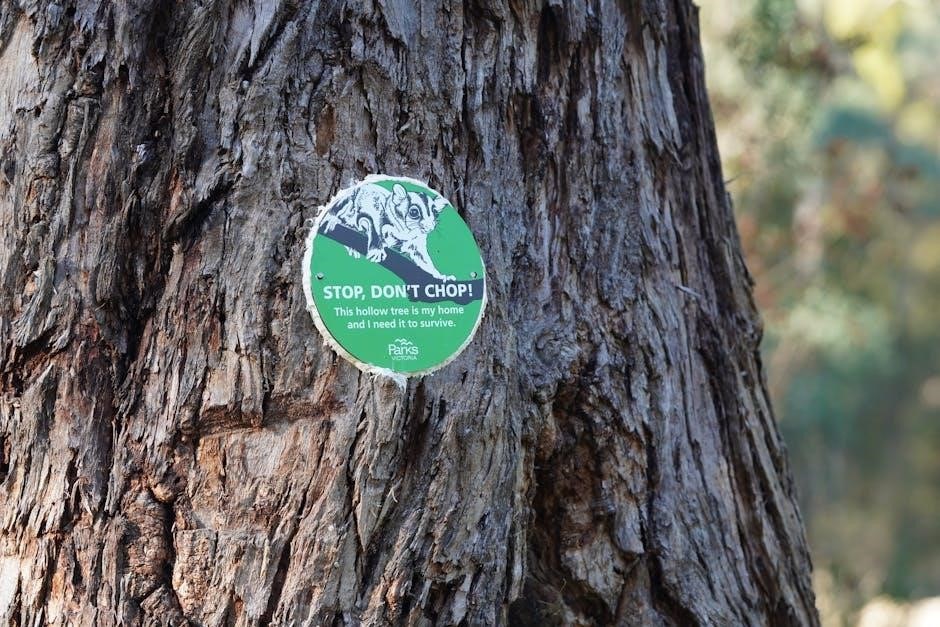 STOP, DON'T CHOP!
This hollow tree is my home
and I need it to survive.
Parks
VICTORIA